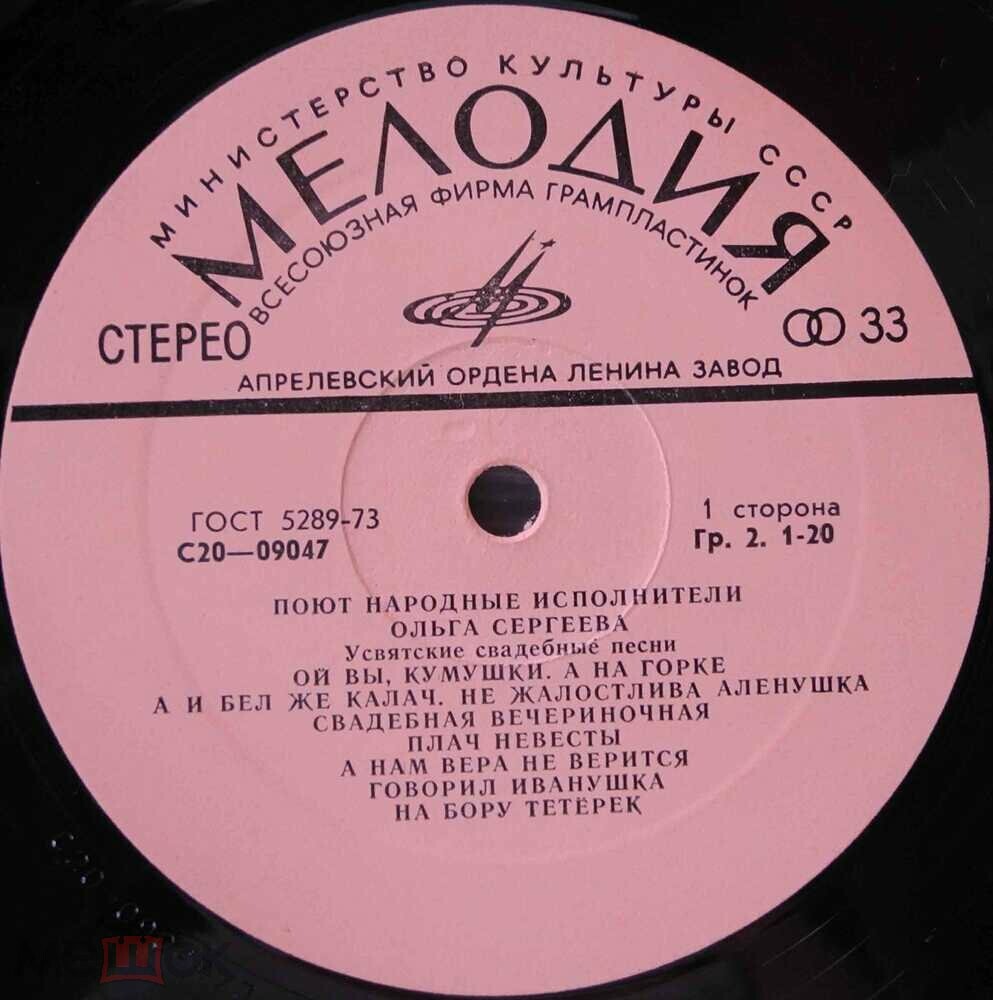 МИНИСТЕРСТВО КУЛЬТУРЫ СССР
МЕЛОДИЯ
ВСЕСОЮЗНАЯ ФИРМА ГРАМПЛАСТИНОК
СТЕРЕО
33
АПРЕЛЕВСКИЙ ОРДЕНА ЛЕНИНА ЗАВОД
ГОСТ 5289-73
1 сторона
С20—09047
Гр. 2. 1-20
ПОЮТ НАРОДНЫЕ ИСПОЛНИТЕЛИ
ОЛЬГА СЕРГЕЕВА
Усвятские свадебные песни
ОЙ ВЫ, КУМУШКИ. А НА ГОРКЕ
А И БЕЛ ЖЕ КАЛАЧ. НЕ ЖАЛОСТЛИВА АЛЕНУШКА
СВАДЕБНАЯ ВЕЧЕРИНОЧНАЯ
ПЛАЧ НЕВЕСТЫ
А НАМ ВЕРА НЕ ВЕРИТСЯ
ГОВОРИЛ ИВАНУШКА
НА БОРУ ТЕТЁРЕК
МешОк